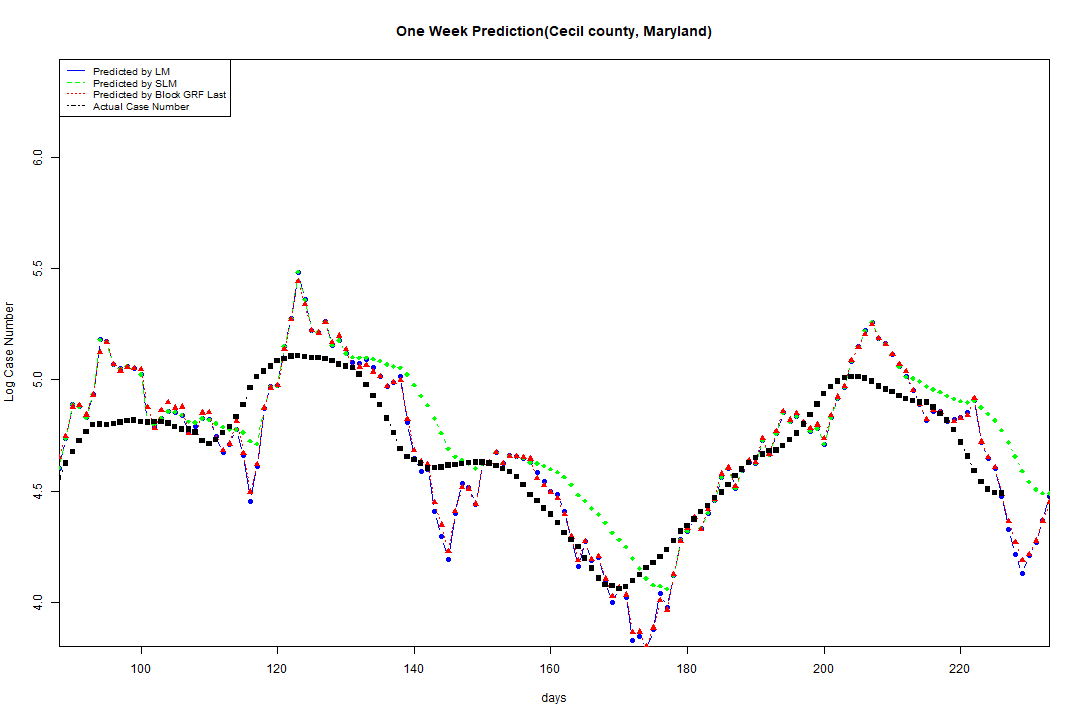 One Week Prediction(Cecil county, Maryland)
Predicted by LM
Predicted by SLM
Predicted by Block GRF Last
Actual Case Number
Log Case Number
6.0
5.5
5.0
4.5
4.0
100 120 140 160 180 200 220
days